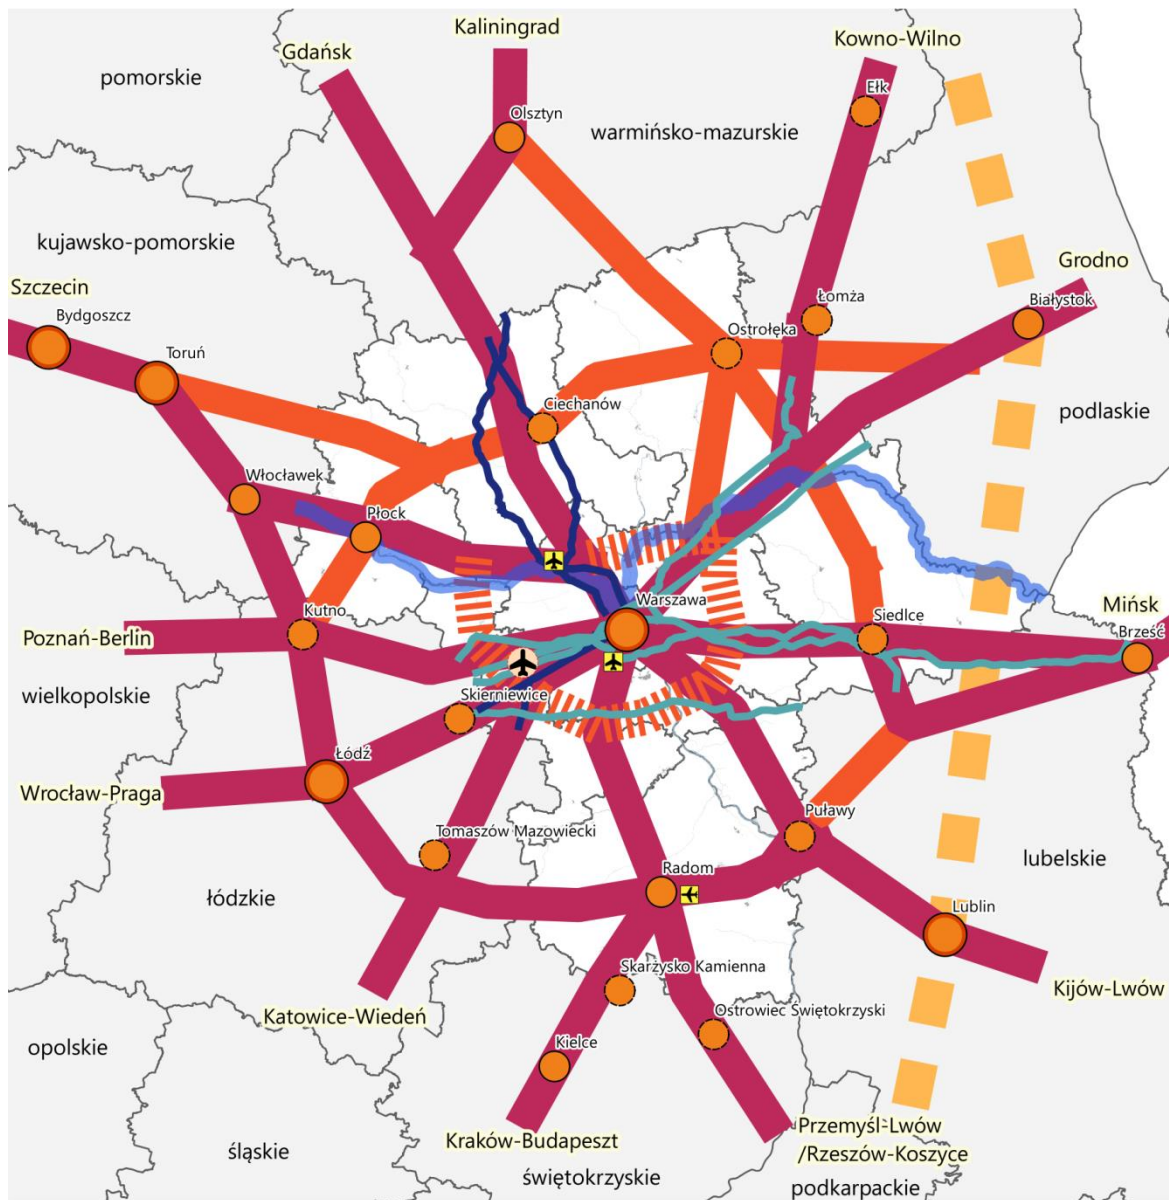 Kaliningrad
Kowno-Wilno
Gdańsk
pomorskie
Ełk
Olsztyn
warmińsko-mazurskie
kujawsko-pomorskie
Grodno
Szczecin
Bydgoszcz
Łomża
Białystok
Toruń
Ostrołęka
Ciechanów
podlaskie
Włocławek
Płock
Warszawa
Mińsk
Kutno
Siedlce
Brześć
Poznań-Berlin
wielkopolskie
Skierniewice
Łódź
Wrocław-Praga
Puławy
Tomaszów Mazowiecki
lubelskie
Radom
łódzkie
Lublin
Skarżysko Kamienna
Kijów-Lwów
Ostrowiec Świętokrzyski
Katowice-Wiedeń
opolskie
Kielce
Przemyśl-Lwów
/Rzeszów-Koszyce
Kraków-Budapeszt
śląskie
świętokrzyskie
podkarpackie